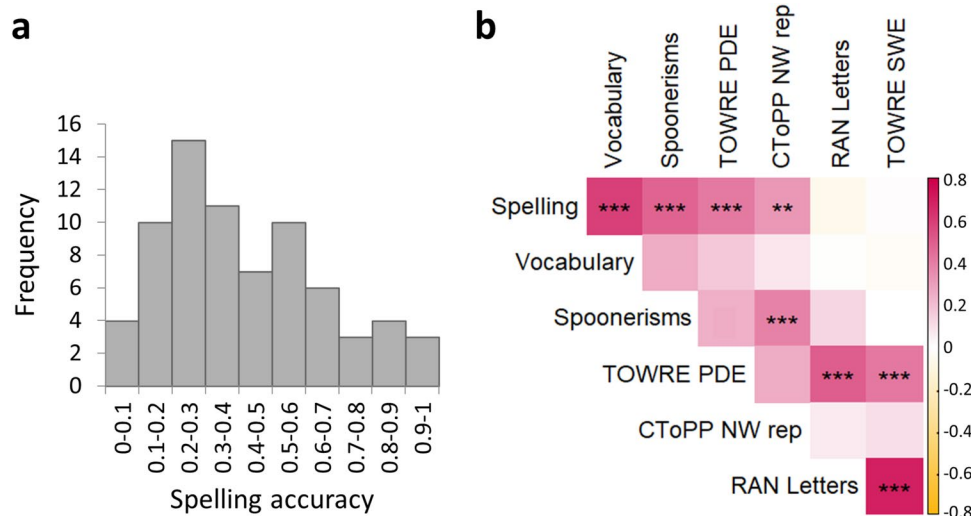 a
b
Vocabulary
Spoonerisms
TOWRE PDE
CToPP NW rep
RAN Letters
TOWRE SWE
16
14
12
10
8
6
4
2
0
Frequency
0-0.1
0.1-0.2
0.2-0.3
0.3-0.4
0.4-0.5
0.5-0.6
0.6-0.7
0.7-0.8
0.8-0.9
0.9-1
Spelling accuracy
Spelling *** *** *** **
Vocabulary
Spoonerisms ***
TOWRE PDE *** ***
CToPP NW rep
RAN Letters ***
0.8
0.6
0.4
0.2
0
-0.2
-0.4
-0.6
-0.8